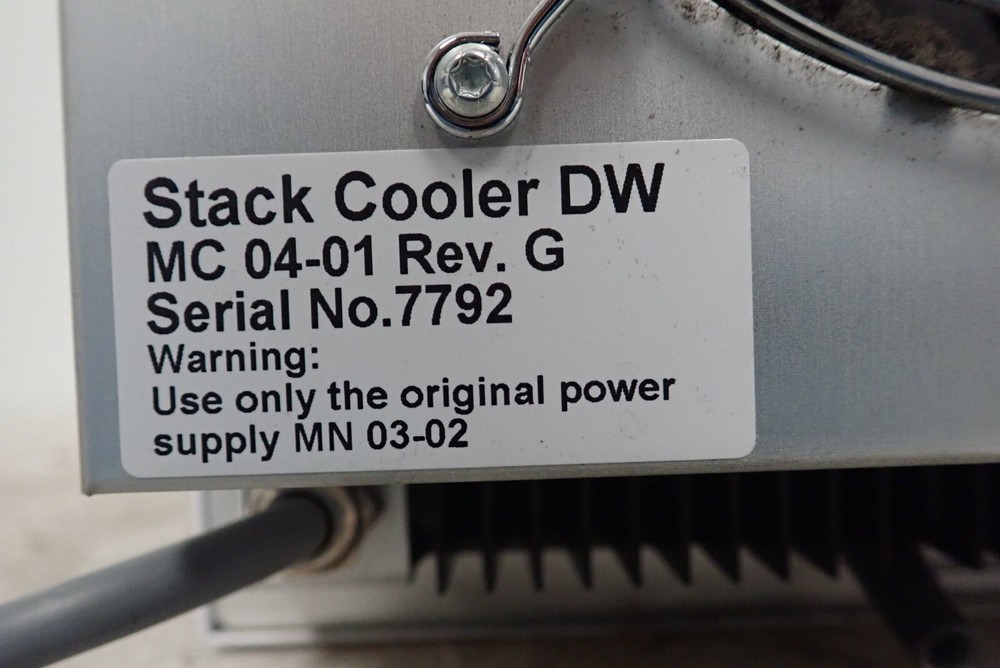 Stack Cooler DW
MC 04-01 Rev. G
Serial No.7792
Warning:
Use only the original power
supply MN 03-02